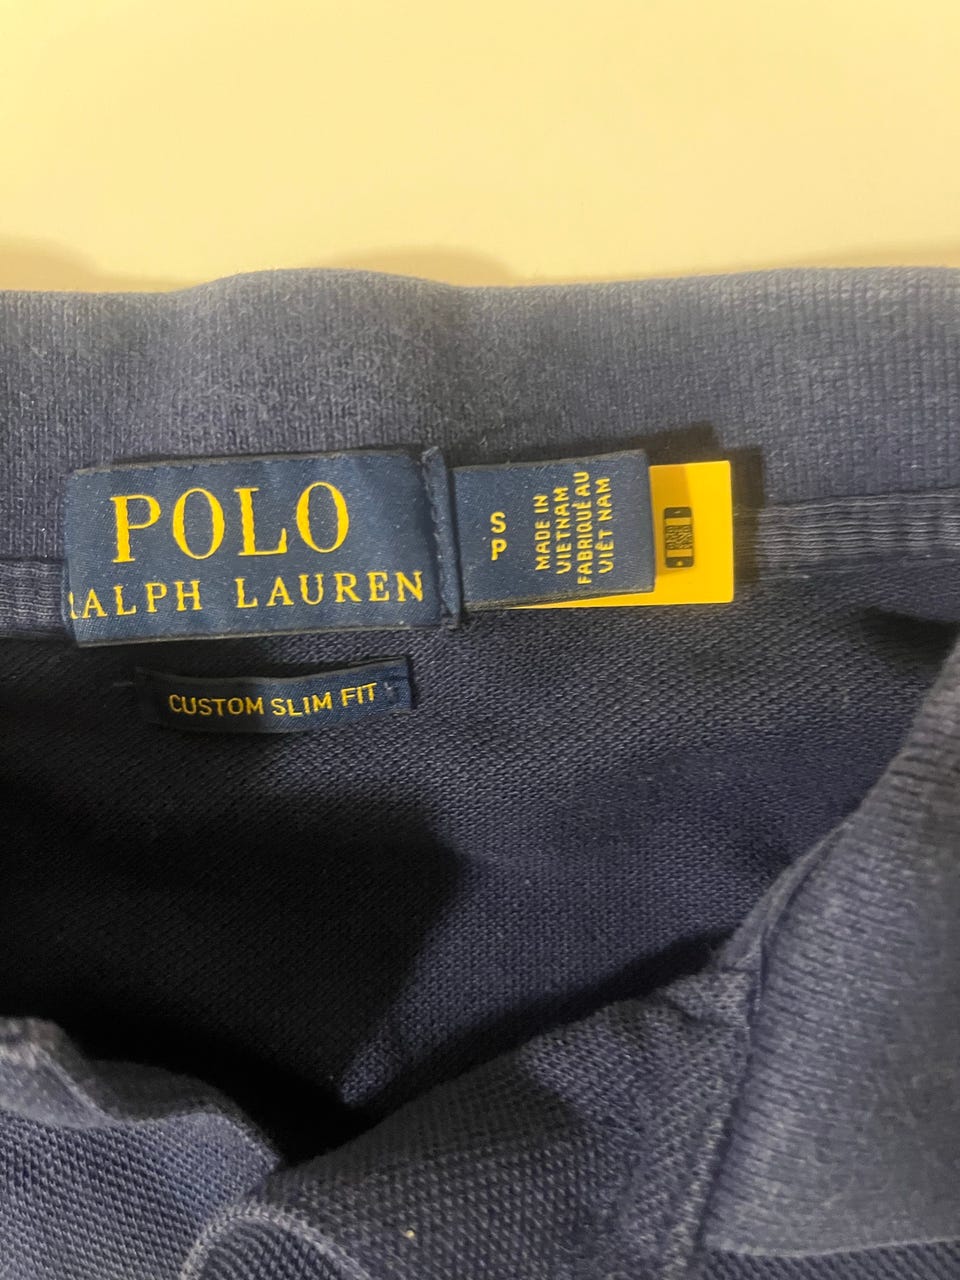 POLO
RALPH LAUREN
CUSTOM SLIM FIT
S
P
MADE IN
VIETNAM
FABRIQUÉ AU
VIÊT NAM